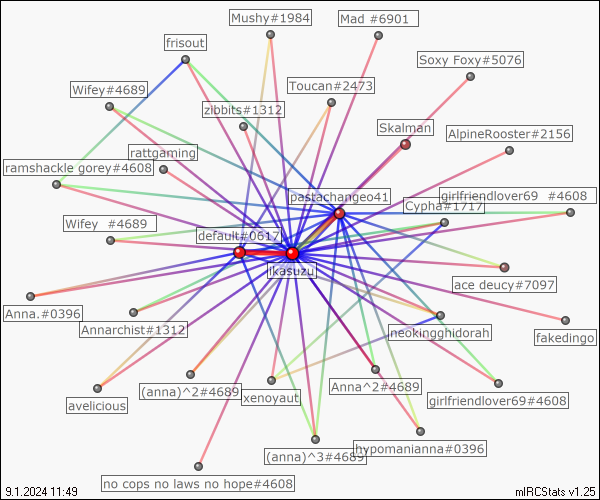 Mushy#1984
Mad #6901
frisout
Soxy Foxy#5076
Wifey#4689
Toucan#2473
zibbits#1312
Skalman
AlpineRooster#2156
rattgaming
ramshackle gorey#4608
pastachangeo41
girlfriendlover69 #4608
Cypha#1717
Wifey #4689
default#0617
ikasuzu
ace deucy#7097
Anna.#0396
Annarchist#1312
neokingghidorah
fakedingo
(anna)^2#4689
Anna^2#4689
xenoyaut
avelicious
girlfriendlover69#4608
hypomanianna#0396
(anna)^3#4689
no cops no laws no hope#4608
9.1.2024 11:49
mIRCStats v1.25